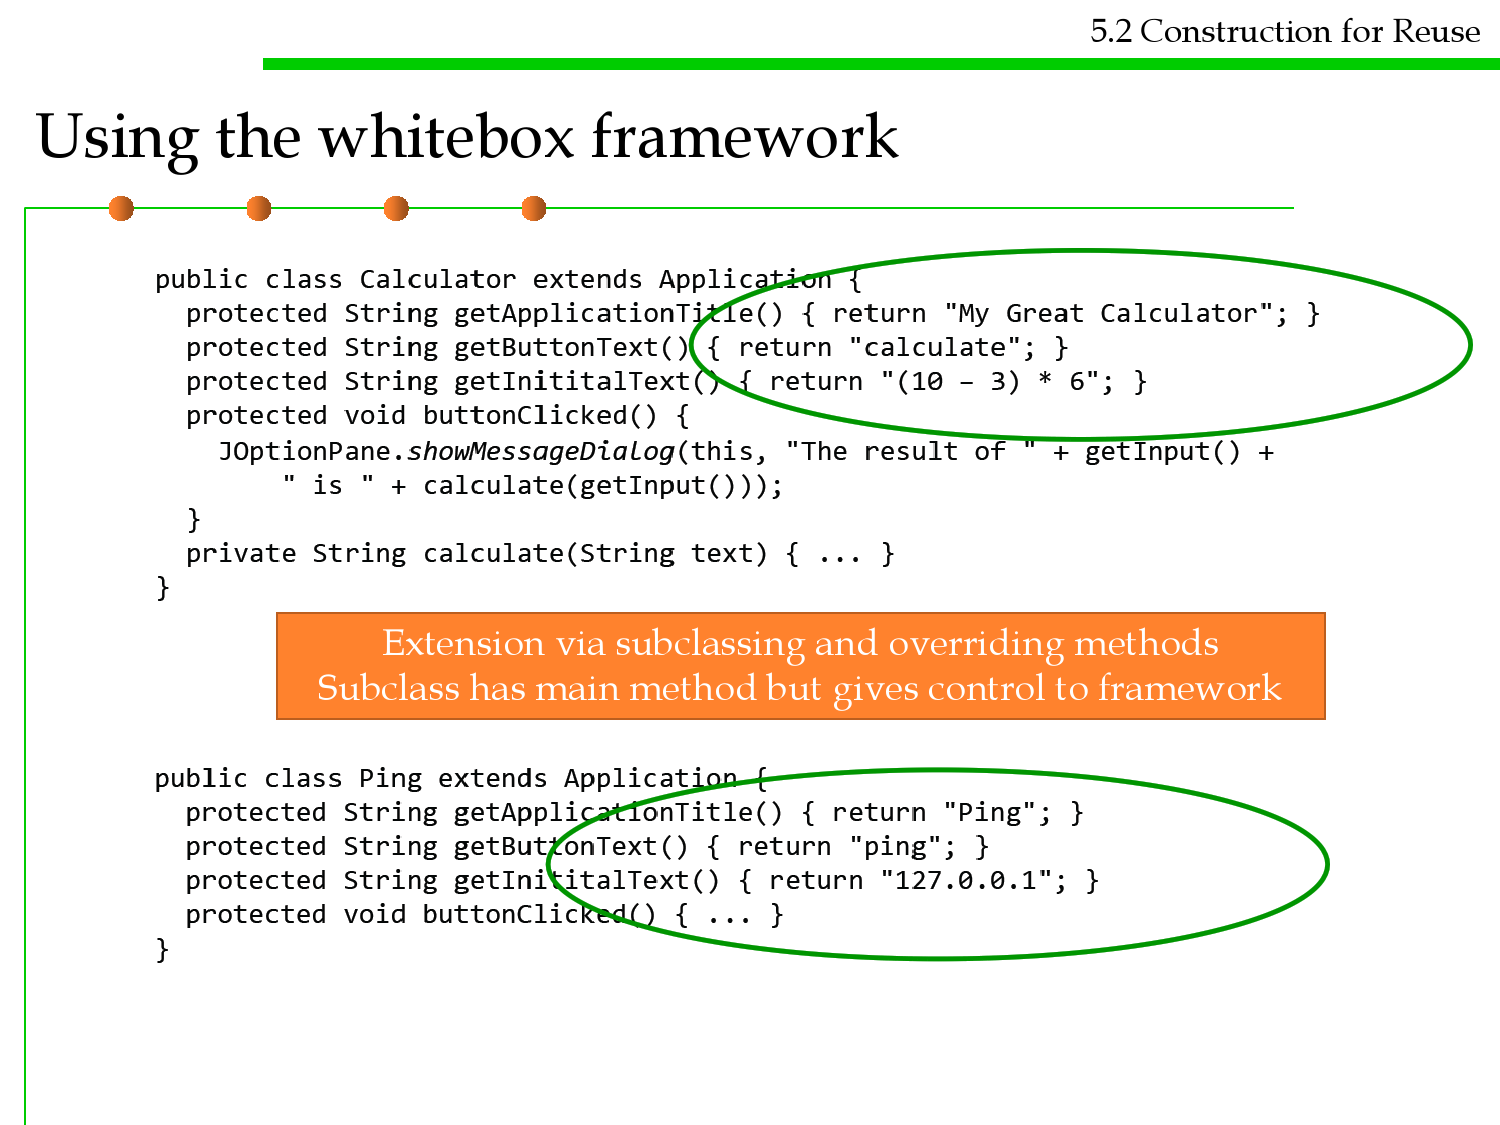 5.2 Construction for Reuse
Using the whitebox framework
public class Calculator extends Application {
protected String getApplicationTitle() { return "My Great Calculator"; }
protected String getButtonText() { return "calculate"; }
protected String getInititalText() { return "(10 – 3) * 6"; }
protected void buttonClicked() {
JOptionPane.showMessageDialog(this, "The result of " + getInput() +
" is " + calculate(getInput()));
}
private String calculate(String text) { ... }
}
Extension via subclassing and overriding methods
Subclass has main method but gives control to framework
public class Ping extends Application {
protected String getApplicationTitle() { return "Ping"; }
protected String getButtonText() { return "ping"; }
protected String getInititalText() { return "127.0.0.1"; }
protected void buttonClicked() { ... }
}